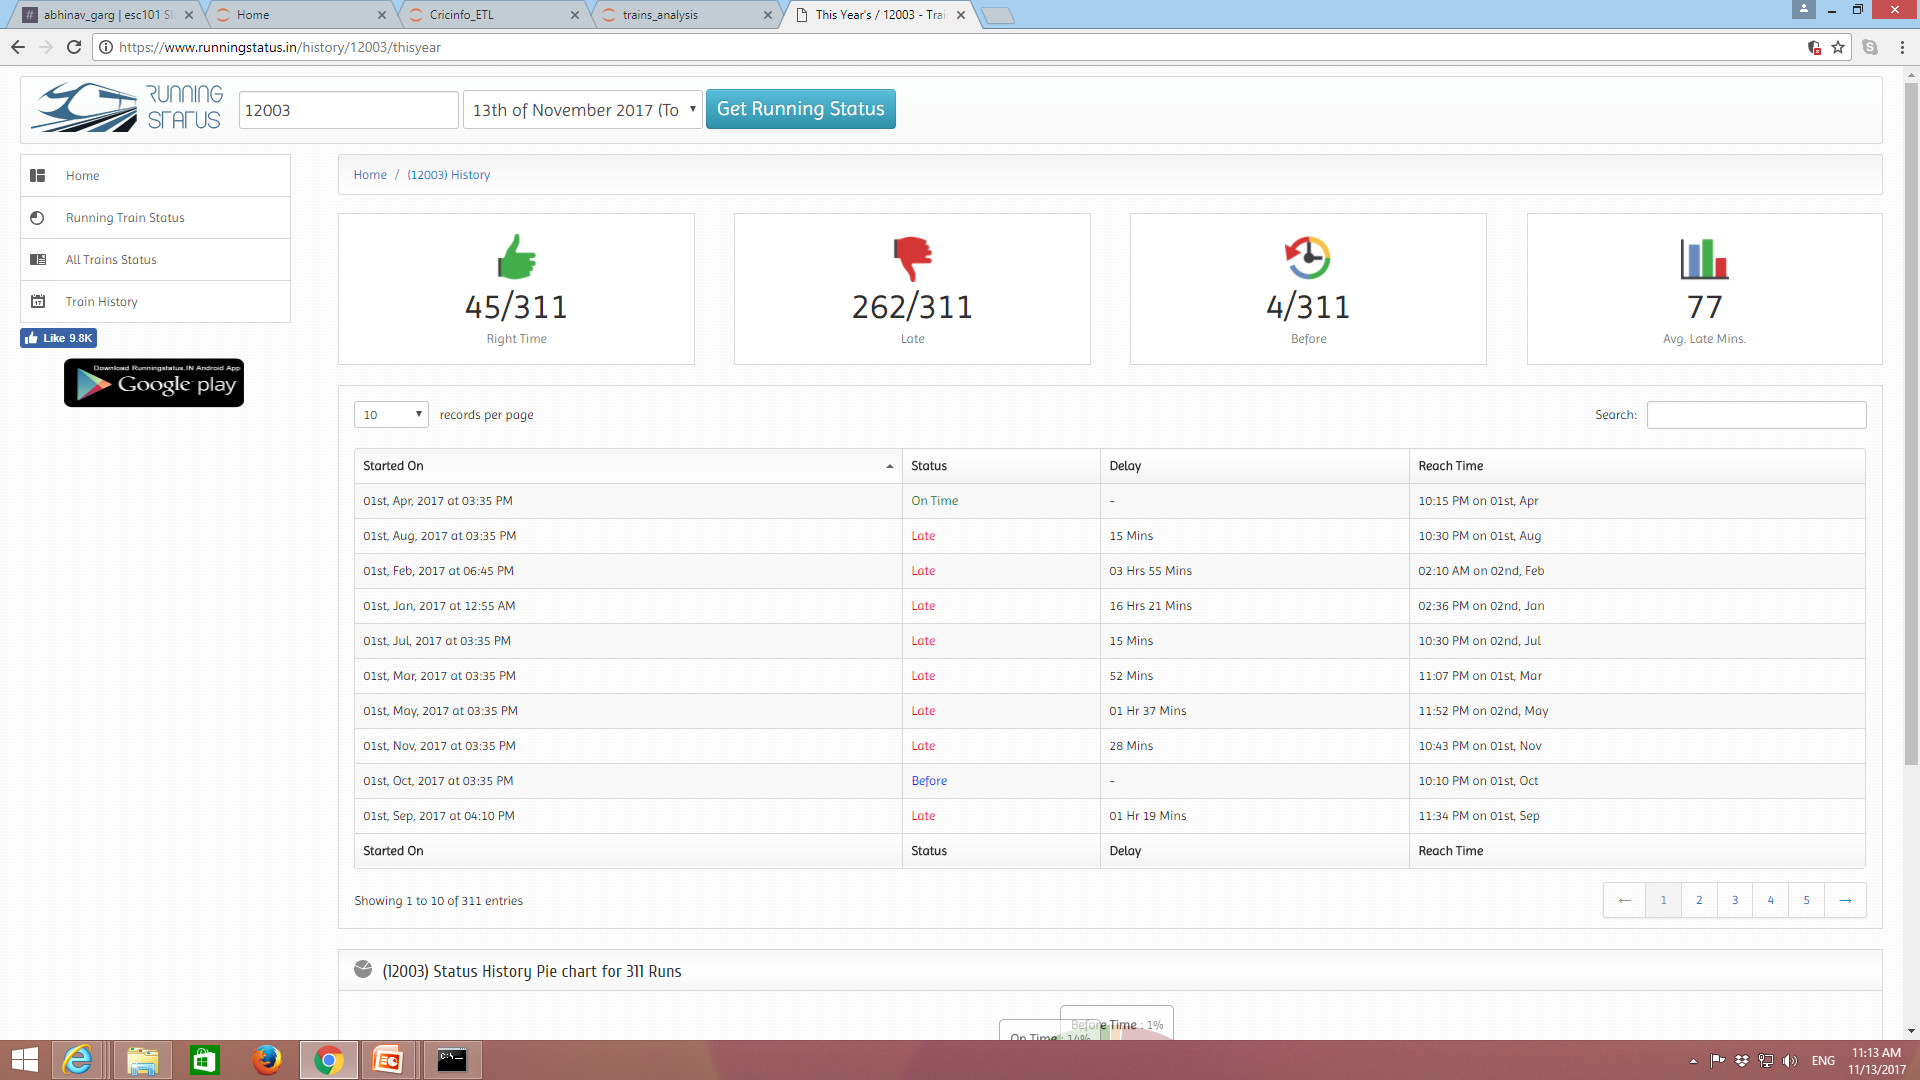 abhinav_garg | esc101 Sl
Home
Cricinfo_ETL
trains_analysis
This Year's / 12003 - Trai
https://www.runningstatus.in/history/12003/thisyear
RUNNING STATUS
12003
13th of November 2017 (To
Get Running Status
Home
Running Train Status
All Trains Status
Train History
Like 9.8K
Download Runningstatus.IN Android App
Google play
Home / (12003) History
45/311
Right Time
262/311
Late
4/311
Before
77
Avg. Late Mins.
10 records per page
Search:
Started On Status Delay Reach Time
01st, Apr, 2017 at 03:35 PM On Time - 10:15 PM on 01st, Apr
01st, Aug, 2017 at 03:35 PM Late 15 Mins 10:30 PM on 01st, Aug
01st, Feb, 2017 at 06:45 PM Late 03 Hrs 55 Mins 02:10 AM on 02nd, Feb
01st, Jan, 2017 at 12:55 AM Late 16 Hrs 21 Mins 02:36 PM on 02nd, Jan
01st, Jul, 2017 at 03:35 PM Late 15 Mins 10:30 PM on 02nd, Jul
01st, Mar, 2017 at 03:35 PM Late 52 Mins 11:07 PM on 01st, Mar
01st, May, 2017 at 03:35 PM Late 01 Hr 37 Mins 11:52 PM on 02nd, May
01st, Nov, 2017 at 03:35 PM Late 28 Mins 10:43 PM on 01st, Nov
01st, Oct, 2017 at 03:35 PM Before - 10:10 PM on 01st, Oct
01st, Sep, 2017 at 04:10 PM Late 01 Hr 19 Mins 11:34 PM on 01st, Sep
Started On Status Delay Reach Time
Showing 1 to 10 of 311 entries
← 1 2 3 4 5 →
(12003) Status History Pie chart for 311 Runs
Before Time : 1%
On Time : 14%
ENG
11:13 AM
11/13/2017